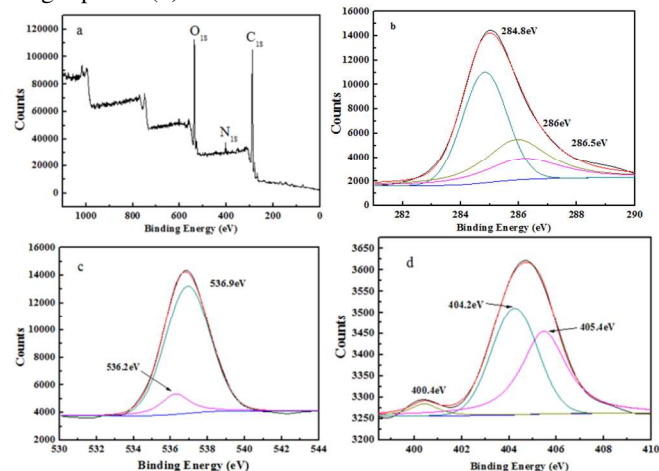 a
O1S
C1S
N1S
120000
100000
80000
60000
40000
20000
0
Counts
1000 800 600 400 200 0
Binding Energy (eV)
b
284.8eV
286eV
286.5eV
16000
14000
12000
10000
8000
6000
4000
2000
0
Counts
282 284 286 288 290
Binding Energy (eV)
c
536.9eV
536.2eV
16000
14000
12000
10000
8000
6000
4000
2000
Counts
530 532 534 536 538 540 542 544
Binding Energy (eV)
d
404.2eV
405.4eV
400.4eV
3650
3600
3550
3500
3450
3400
3350
3300
3250
3200
Counts
400 402 404 406 408 410
Binding Energy (eV)